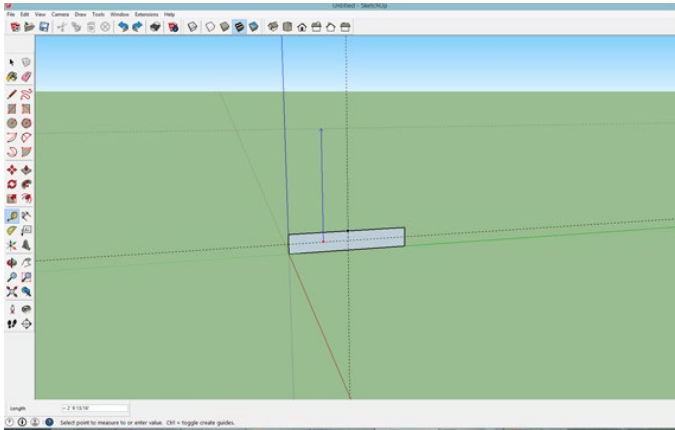 Untitled - SketchUp
File Edit View Camera Draw Tools Window Extensions Help
Length
Select point to measure to or enter value. Ctrl = toggle create guides.